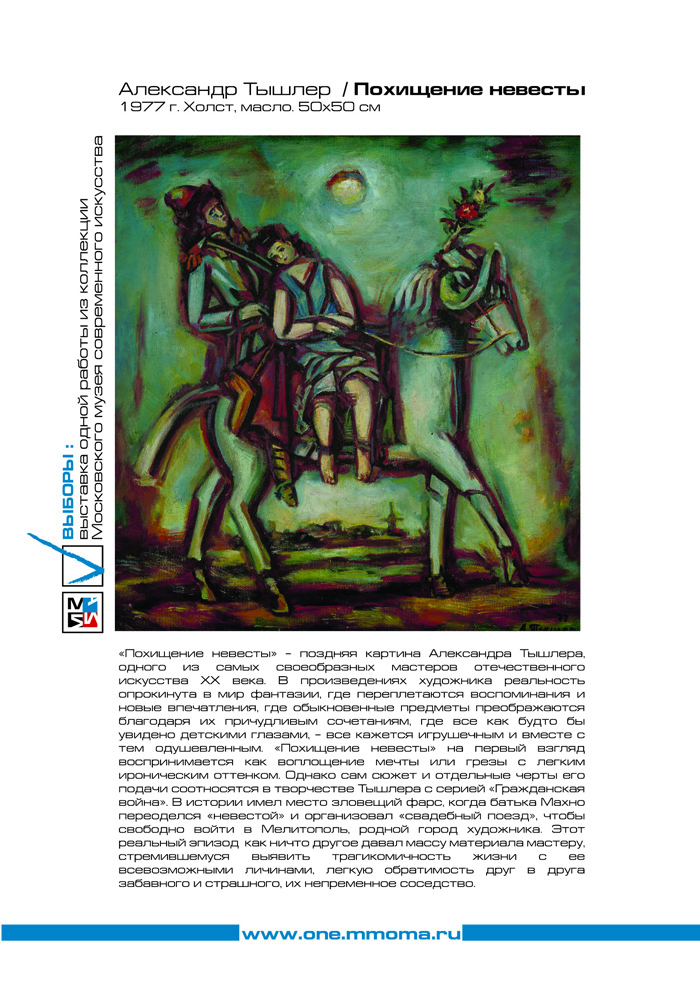 Александр Тышлер / Похищение невесты
1977 г. Холст, масло. 50х50 см
ВЫБОРЫ :
выставка одной работы из коллекции
Московского музея современного искусства
«Похищение невесты» – поздняя картина Александра Тышлера,
одного из самых своеобразных мастеров отечественного
искусства XX века. В произведениях художника реальность
опрокинута в мир фантазии, где переплетаются воспоминания и
новые впечатления, где обыкновенные предметы преображаются
благодаря их причудливым сочетаниям, где все как будто бы
увидено детскими глазами, – все кажется игрушечным и вместе с
тем одушевленным. «Похищение невесты» на первый взгляд
воспринимается как воплощение мечты или грезы с легким
ироническим оттенком. Однако сам сюжет и отдельные черты его
подачи соотносятся в творчестве Тышлера с серией «Гражданская
война». В истории имел место зловещий фарс, когда батька Махно
переоделся «невестой» и организовал «свадебный поезд», чтобы
свободно войти в Мелитополь, родной город художника. Этот
реальный эпизод как ничто другое давал массу материала мастеру,
стремившемуся выявить трагикомичность жизни с ее
всевозможными личинами, легкую обратимость друг в друга
забавного и страшного, их непременное соседство.
www.one.mmoma.ru